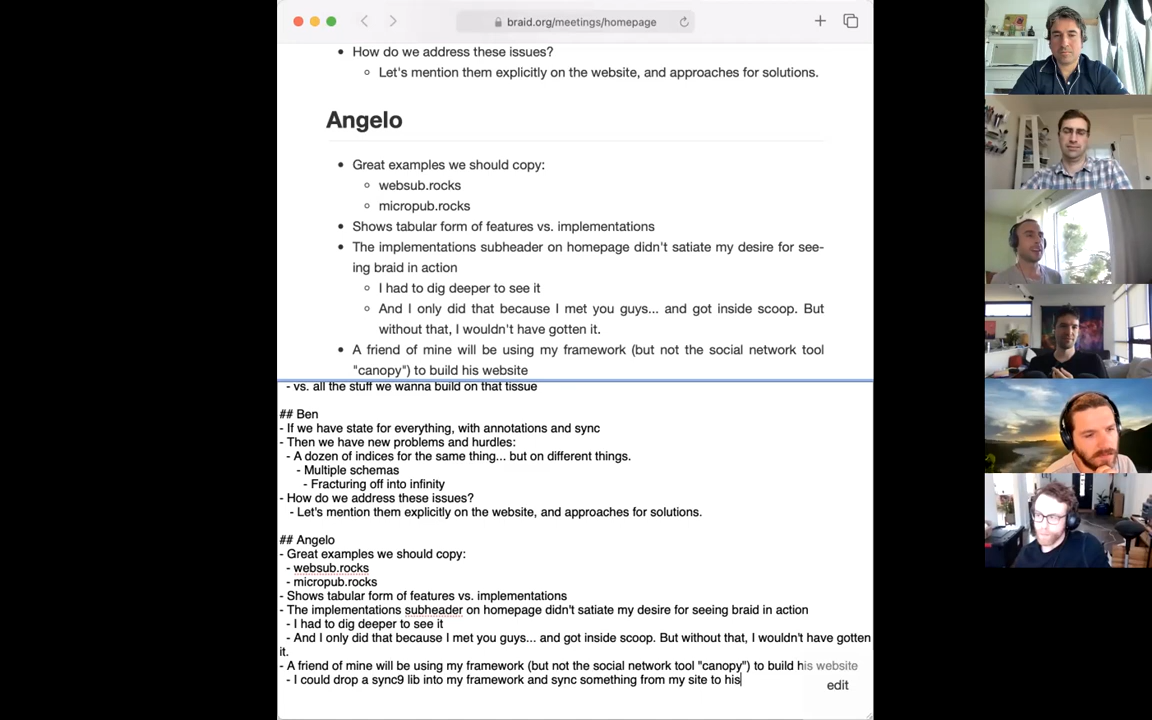 braid.org/meetings/homepage
• How do we address these issues?
◦ Let's mention them explicitly on the website, and approaches for solutions.
Angelo
• Great examples we should copy:
◦ websub.rocks
◦ micropub.rocks
• Shows tabular form of features vs. implementations
• The implementations subheader on homepage didn't satiate my desire for see-
ing braid in action
◦ I had to dig deeper to see it
◦ And I only did that because I met you guys... and got inside scoop. But
without that, I wouldn't have gotten it.
• A friend of mine will be using my framework (but not the social network tool
"canopy") to build his website
- vs. all the stuff we wanna build on that tissue
## Ben
- If we have state for everything, with annotations and sync
- Then we have new problems and hurdles:
- A dozen of indices for the same thing... but on different things.
- Multiple schemas
- Fracturing off into infinity
- How do we address these issues?
- Let's mention them explicitly on the website, and approaches for solutions.
## Angelo
- Great examples we should copy:
- websub.rocks
- micropub.rocks
- Shows tabular form of features vs. implementations
- The implementations subheader on homepage didn't satiate my desire for seeing braid in action
- I had to dig deeper to see it
- And I only did that because I met you guys... and got inside scoop. But without that, I wouldn't have gotten
it.
- A friend of mine will be using my framework (but not the social network tool "canopy") to build his website
- I could drop a sync9 lib into my framework and sync something from my site to his
edit